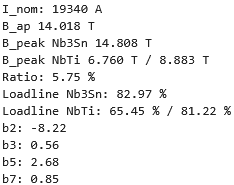 I_nom: 19340 A
B_ap 14.018 T
B_peak Nb3Sn 14.808 T
B_peak NbTi 6.760 T / 8.883 T
Ratio: 5.75 %
Loadline Nb3Sn: 82.97 %
Loadline NbTi: 65.45 % / 81.22 %
b2: -8.22
b3: 0.56
b5: 2.68
b7: 0.85